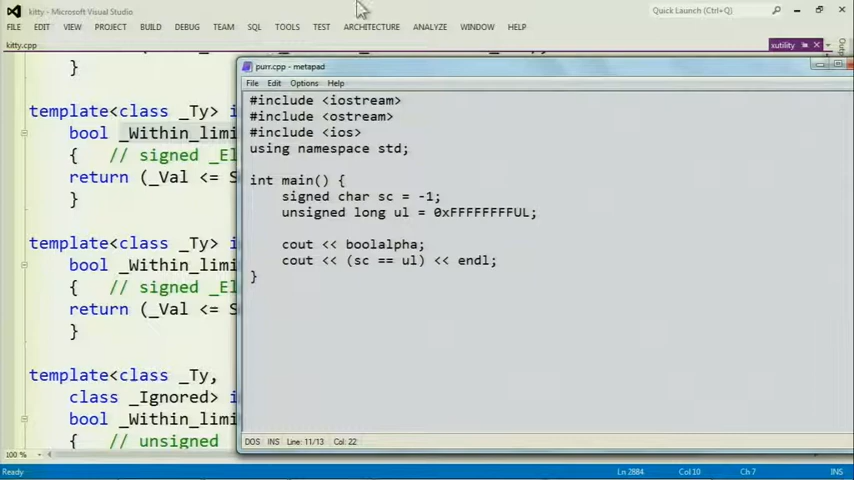 kitty - Microsoft Visual Studio
Quick Launch (Ctrl+Q)
FILE EDIT VIEW PROJECT BUILD DEBUG TEAM SQL TOOLS TEST ARCHITECTURE ANALYZE WINDOW HELP
kitty.cpp
xutility
}
template<class _Ty> i
bool _Within_limi
{ // signed _El
return (_Val <= S
}
template<class _Ty> i
bool _Within_limi
{ // signed _El
return (_Val <= S
}
template<class _Ty,
class _Ignored> i
bool _Within_limi
{ // unsigned
100 %
purr.cpp - metapad
File Edit Options Help
#include <iostream>
#include <ostream>
#include <ios>
using namespace std;
int main() {
signed char sc = -1;
unsigned long ul = 0xFFFFFFFFUL;
cout << boolalpha;
cout << (sc == ul) << endl;
}
DOS INS Line: 11/13 Col: 22
Ready Ln 2884 Col 10 Ch 7 INS